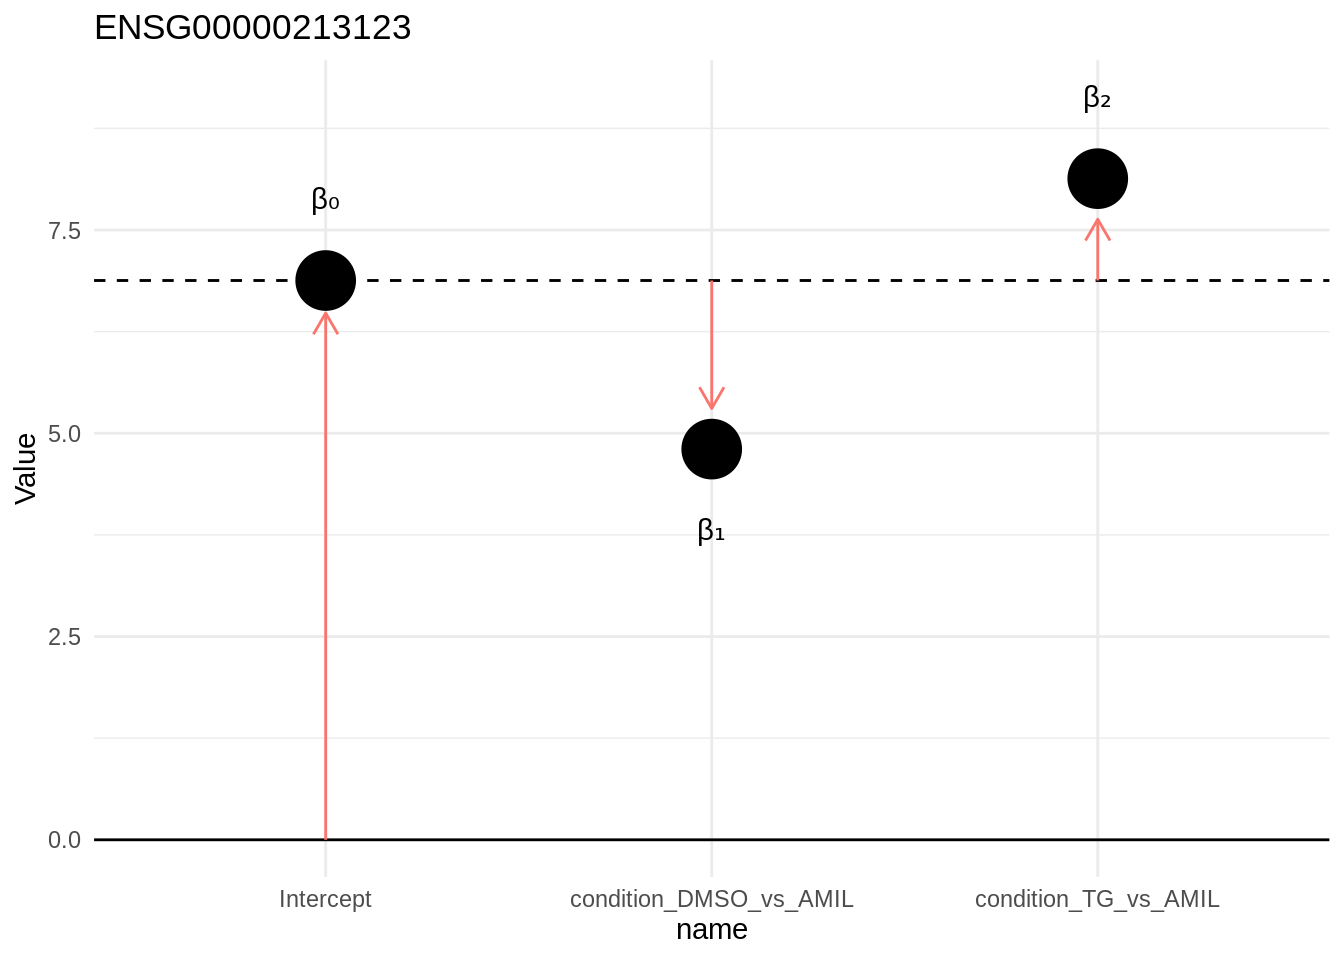 ENSG00000213123
β₂
β₀
7.5
5.0
β₁
2.5
0.0
Value
Intercept condition_DMSO_vs_AMIL condition_TG_vs_AMIL
name